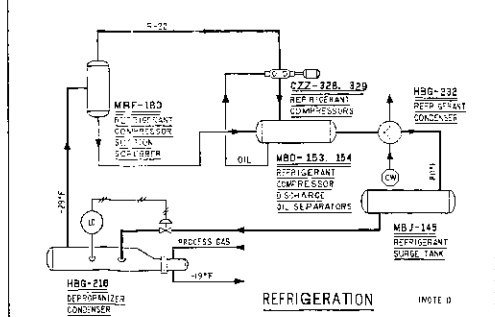 R-22
CZZ-328, 329
REFRIGERANT
COMPRESSORS
HBG-232
REFRIGERANT
CONDENSER
MBF-180
REFRIGERANT
COMPRESSOR
SUCTION
SCRUBBER
OIL
MBD-153, 154
REFRIGERANT
COMPRESSOR
DISCHARGE
OIL SEPARATORS
CW
-29°F
LC
MBJ-145
REFRIGERANT
SURGE TANK
PROCESS GAS
-19°F
HBG-216
DEPROPANIZER
CONDENSER
REFRIGERATION